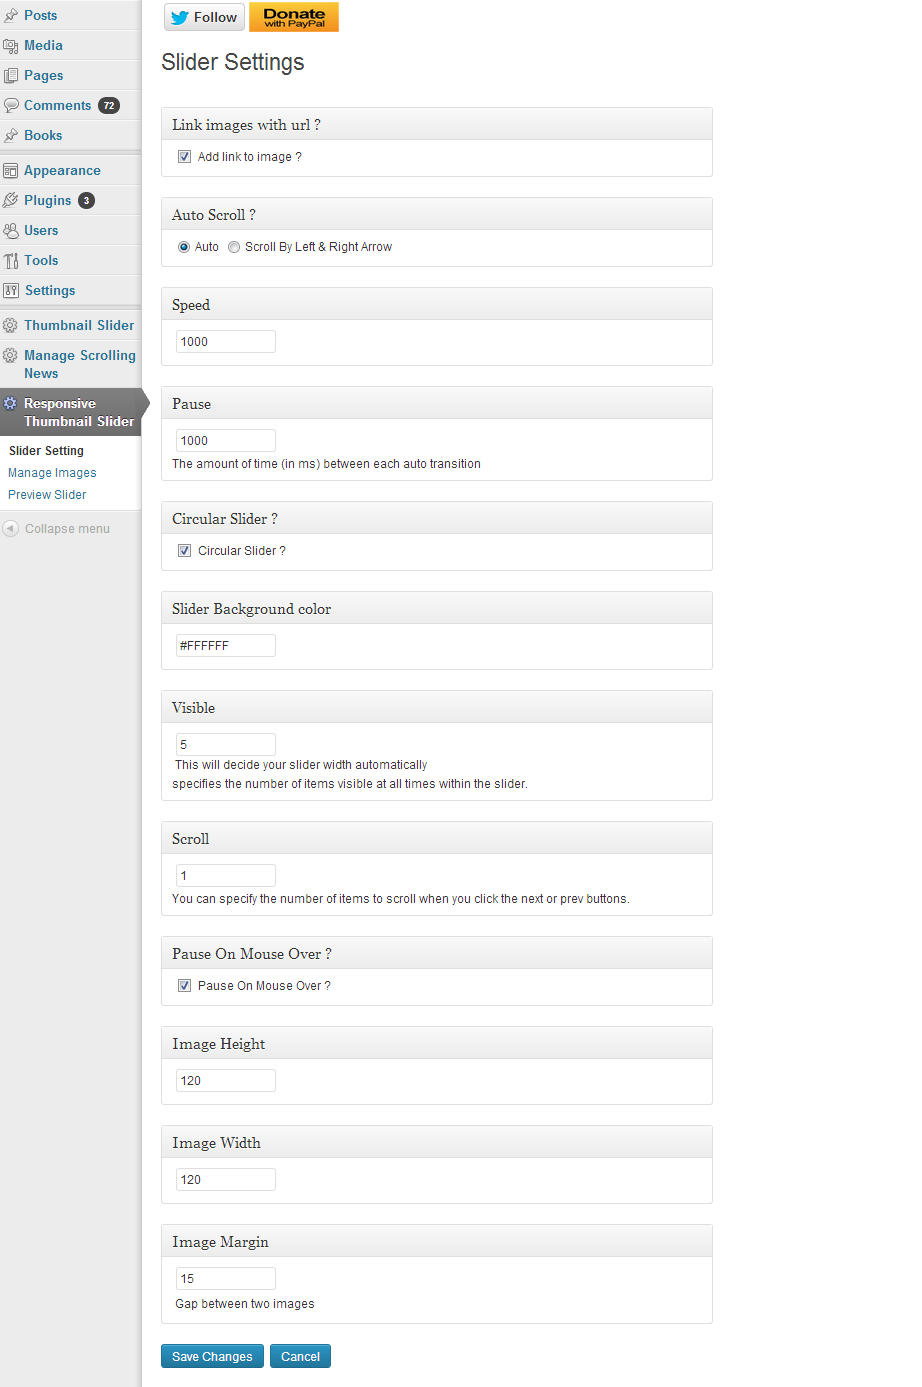 Posts
Media
Pages
Comments 72
Books
Appearance
Plugins 3
Users
Tools
Settings
Thumbnail Slider
Manage Scrolling
News
Responsive
Thumbnail Slider
Slider Setting
Manage Images
Preview Slider
Collapse menu
Follow
Donate
with PayPal
Slider Settings
Link images with url ?
Add link to image ?
Auto Scroll ?
Auto Scroll By Left & Right Arrow
Speed
1000
Pause
1000
The amount of time (in ms) between each auto transition
Circular Slider ?
Circular Slider ?
Slider Background color
#FFFFFF
Visible
5
This will decide your slider width automatically
specifies the number of items visible at all times within the slider.
Scroll
1
You can specify the number of items to scroll when you click the next or prev buttons.
Pause On Mouse Over ?
Pause On Mouse Over ?
Image Height
120
Image Width
120
Image Margin
15
Gap between two images
Save Changes Cancel